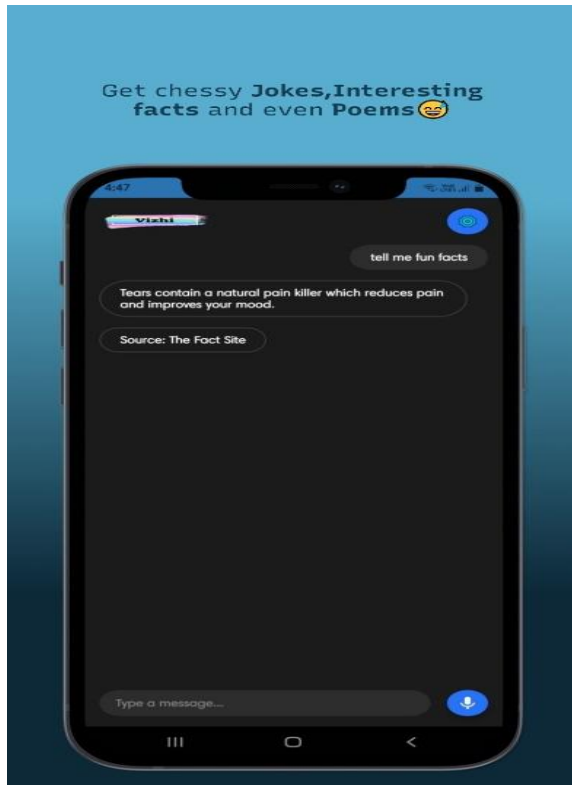 Get chessy Jokes,Interesting
facts and even Poems😅
4:47
Vizhi
tell me fun facts
Tears contain a natural pain killer which reduces pain
and improves your mood.
Source: The Fact Site
Type a message...